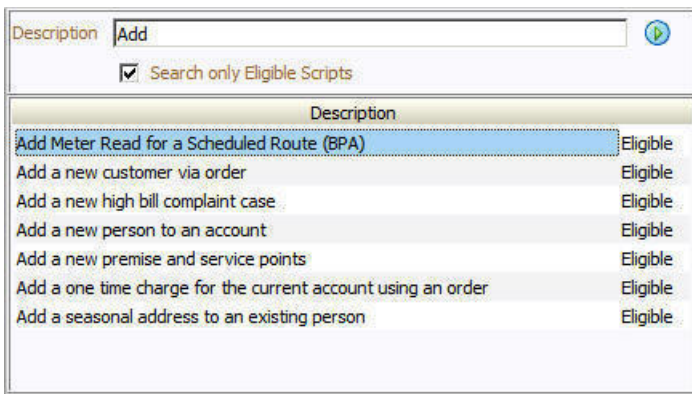 Description Add
Search only Eligible Scripts
Description
Add Meter Read for a Scheduled Route (BPA) Eligible
Add a new customer via order Eligible
Add a new high bill complaint case Eligible
Add a new person to an account Eligible
Add a new premise and service points Eligible
Add a one time charge for the current account using an order Eligible
Add a seasonal address to an existing person Eligible